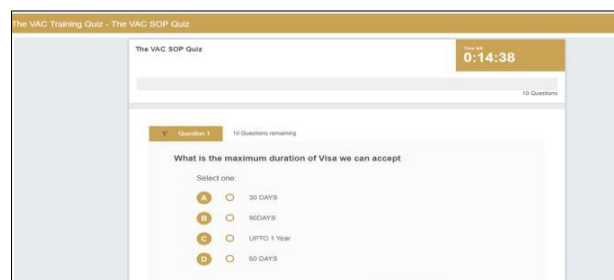 The VAC Training Quiz - The VAC SOP Quiz
The VAC SOP Quiz
Time left
0:14:38
10 Questions
Question 1
10 Questions remaining
What is the maximum duration of Visa we can accept
Select one:
A 30 DAYS
B 90DAYS
C UPTO 1 Year
D 60 DAYS